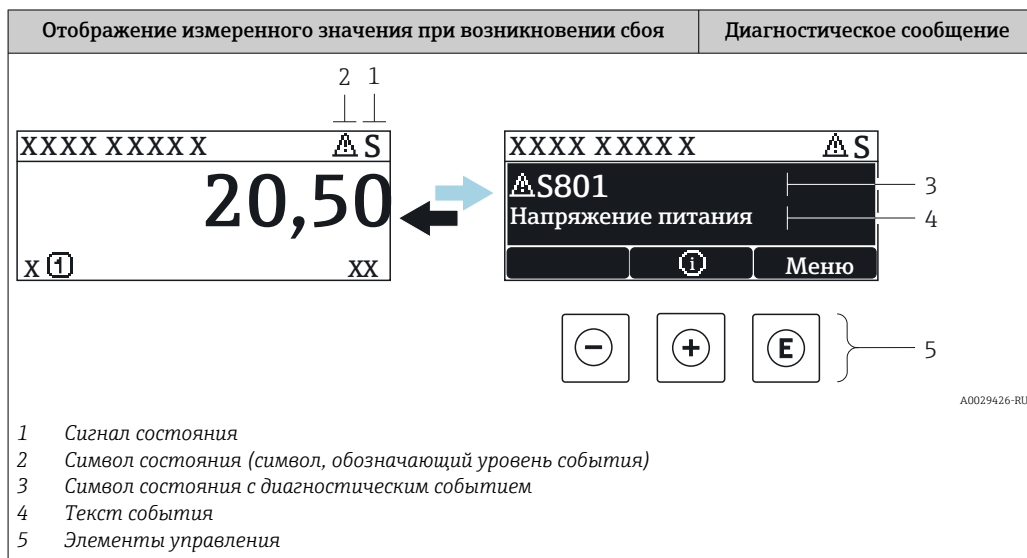 Отображение измеренного значения при возникновении сбоя
Диагностическое сообщение
2 1
XXXX XXXXX
S
20,50
X 1
XX
XXXX XXXXX
S
S801
3
Напряжение питания
4
i
Меню
− + E
5
A0029426-RU
1 Сигнал состояния
2 Символ состояния (символ, обозначающий уровень события)
3 Символ состояния с диагностическим событием
4 Текст события
5 Элементы управления